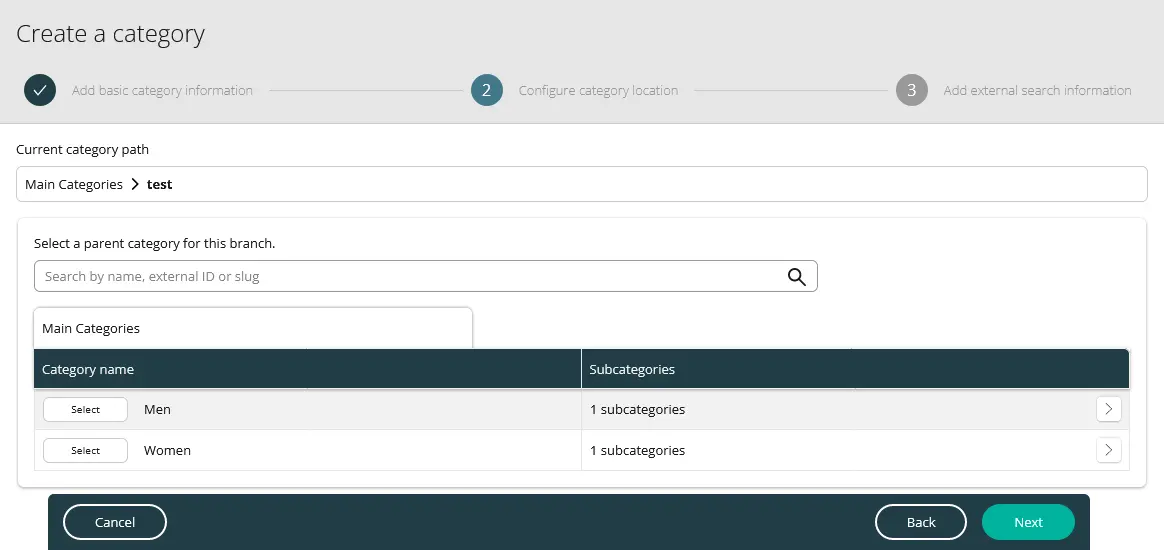 Create a category
Add basic category information
2 Configure category location
3 Add external search information
Current category path
Main Categories > test
Select a parent category for this branch.
Search by name, external ID or slug
Main Categories
Category name Subcategories
Select Men 1 subcategories
Select Women 1 subcategories
Cancel Back Next